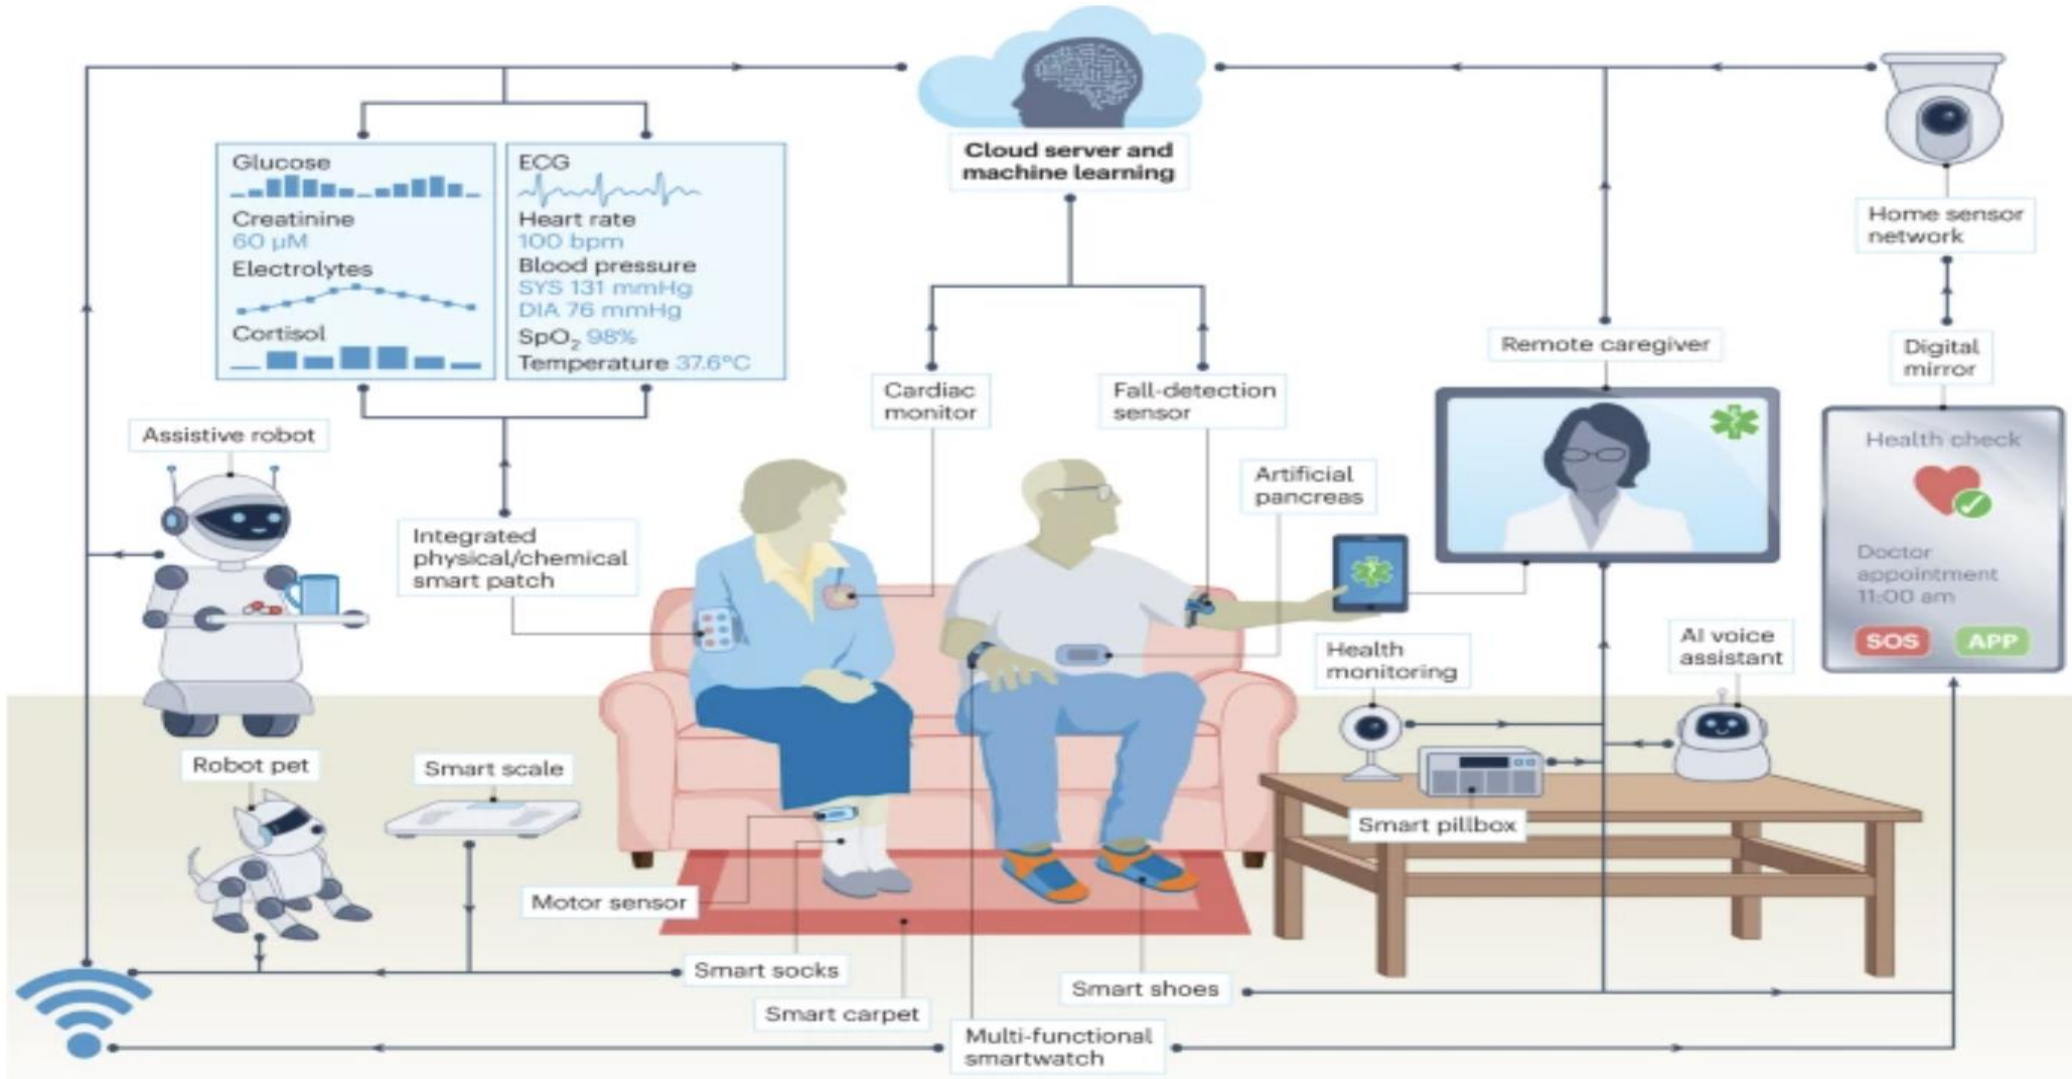 Cloud server and
machine learning
Glucose
Creatinine
60 µM
Electrolytes
Cortisol
ECG
Heart rate
100 bpm
Blood pressure
SYS 131 mmHg
DIA 76 mmHg
SpO₂ 98%
Temperature 37.6°C
Home sensor
network
Remote caregiver
Digital
mirror
Cardiac
monitor
Fall-detection
sensor
Assistive robot
Artificial
pancreas
Integrated
physical/chemical
smart patch
Health check
Doctor
appointment
11:00 am
SOS
APP
Health
monitoring
AI voice
assistant
Robot pet
Smart scale
Smart pillbox
Motor sensor
Smart socks
Smart shoes
Smart carpet
Multi-functional
smartwatch